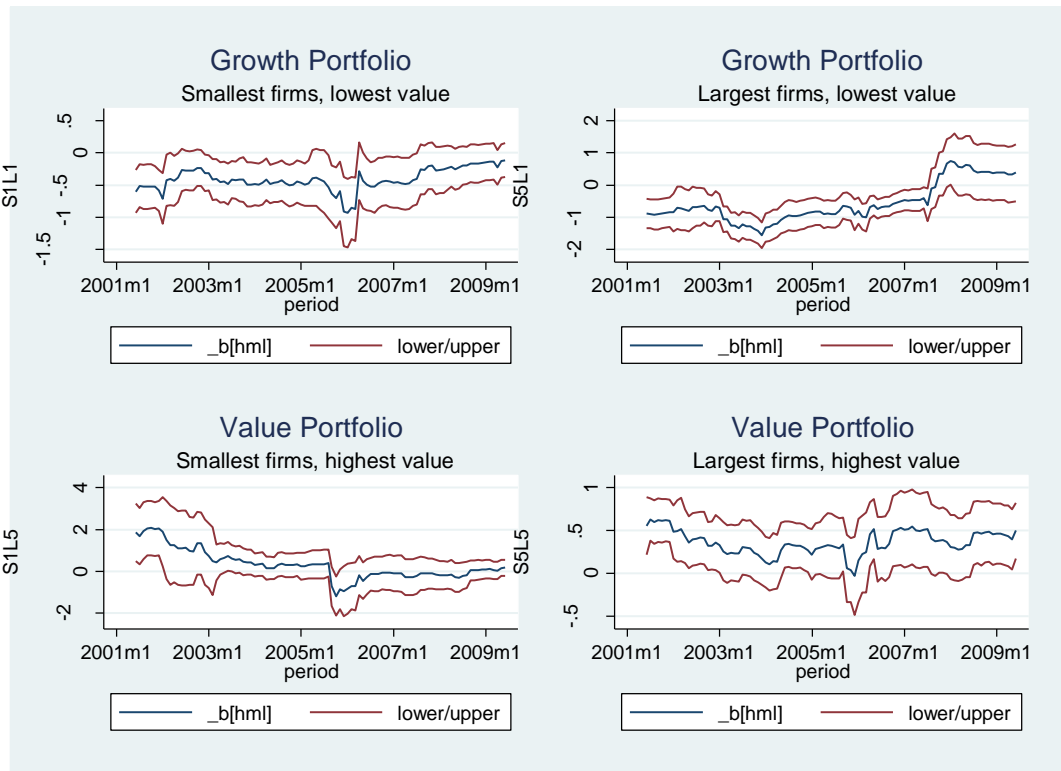 Growth Portfolio
Smallest firms, lowest value
S1L1
.5
0
-.5
-1
-1.5
2001m1 2003m1 2005m1 2007m1 2009m1
period
_b[hml] lower/upper
Growth Portfolio
Largest firms, lowest value
S5L1
2
1
0
-1
-2
2001m1 2003m1 2005m1 2007m1 2009m1
period
_b[hml] lower/upper
Value Portfolio
Smallest firms, highest value
S1L5
4
2
0
-2
2001m1 2003m1 2005m1 2007m1 2009m1
period
_b[hml] lower/upper
Value Portfolio
Largest firms, highest value
S5L5
1
.5
0
-.5
2001m1 2003m1 2005m1 2007m1 2009m1
period
_b[hml] lower/upper